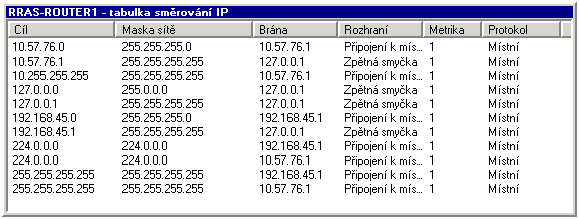 RRAS-ROUTER1 - tabulka směrování IP
Cíl Maska sítě Brána Rozhraní Metrika Protokol
10.57.76.0 255.255.255.0 10.57.76.1 Připojení k mís... 1 Místní
10.57.76.1 255.255.255.255 127.0.0.1 Zpětná smyčka 1 Místní
10.255.255.255 255.255.255.255 10.57.76.1 Připojení k mís... 1 Místní
127.0.0.0 255.0.0.0 127.0.0.1 Zpětná smyčka 1 Místní
127.0.0.1 255.255.255.255 127.0.0.1 Zpětná smyčka 1 Místní
192.168.45.0 255.255.255.0 192.168.45.1 Připojení k mís... 1 Místní
192.168.45.1 255.255.255.255 127.0.0.1 Zpětná smyčka 1 Místní
224.0.0.0 224.0.0.0 192.168.45.1 Připojení k mís... 1 Místní
224.0.0.0 224.0.0.0 10.57.76.1 Připojení k mís... 1 Místní
255.255.255.255 255.255.255.255 192.168.45.1 Připojení k mís... 1 Místní
255.255.255.255 255.255.255.255 10.57.76.1 Připojení k mís... 1 Místní